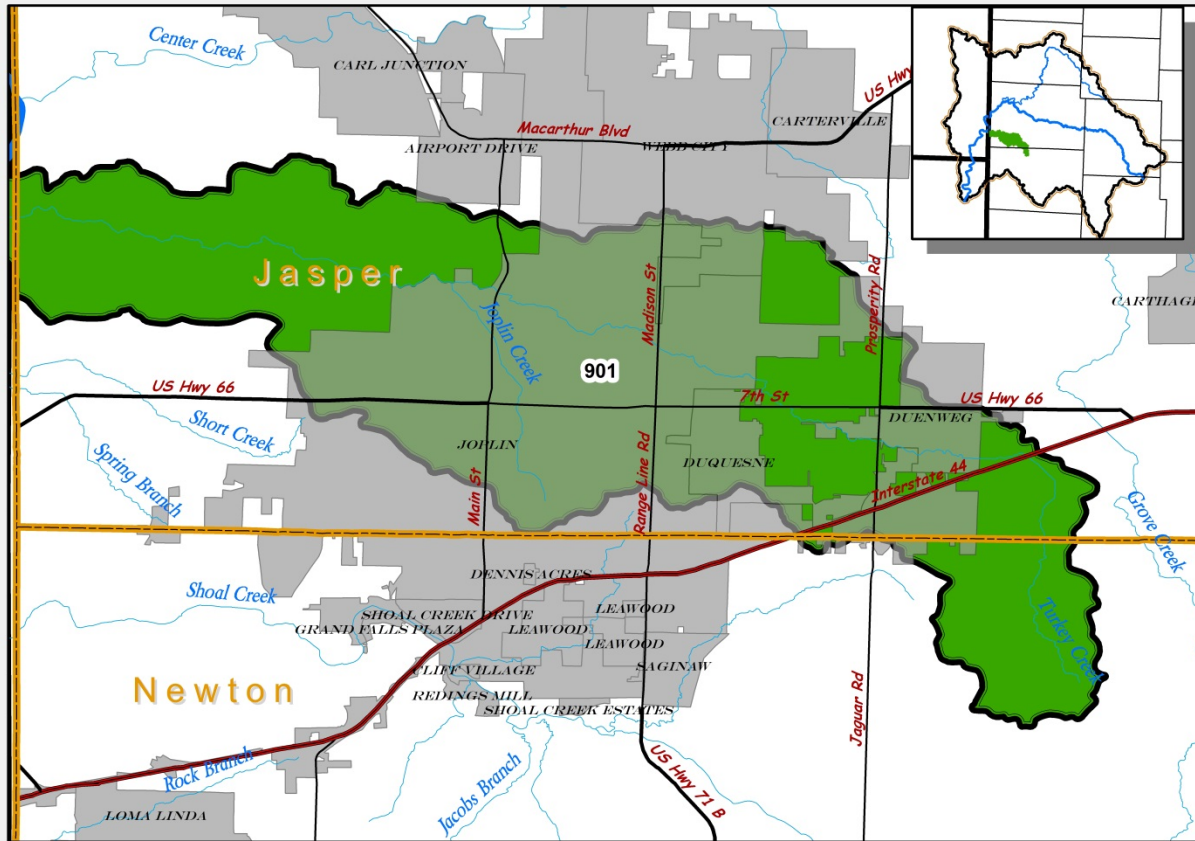 Center Creek
CARL JUNCTION
US Hwy
Macarthur Blvd
CARTERVILLE
AIRPORT DRIVE
WEBB CITY
Jasper
Prosperity Rd
Madison St
CARTHAG
Joplin Creek
901
US Hwy 66
7th St
US Hwy 66
Short Creek
DUENWEG
JOPLIN
DUQUESNE
Spring Branch
Interstate 44
Main St
Range Line Rd
Grove Creek
DENNIS ACRES
Shoal Creek
SHOAL CREEK DRIVE
LEAWOOD
GRAND FALLS PLAZA
LEAWOOD
LEAWOOD
Turkey Creek
CLIFF VILLAGE
SAGINAW
Newton
REDINGS MILL
SHOAL CREEK ESTATES
Jaguar Rd
Rock Branch
Jacobs Branch
US Hwy 71 B
LOMA LINDA